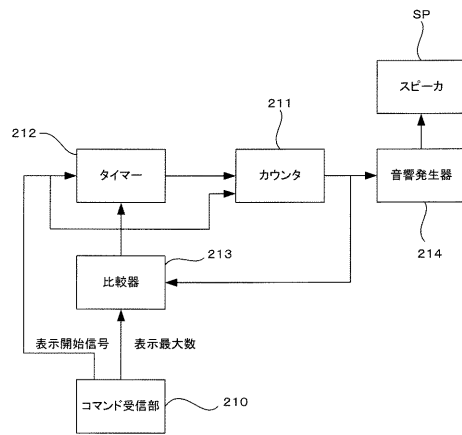 SP
スピーカ
211
212
タイマー
カウンタ
音響発生器
214
213
比較器
表示開始信号
表示最大数
コマンド受信部
210